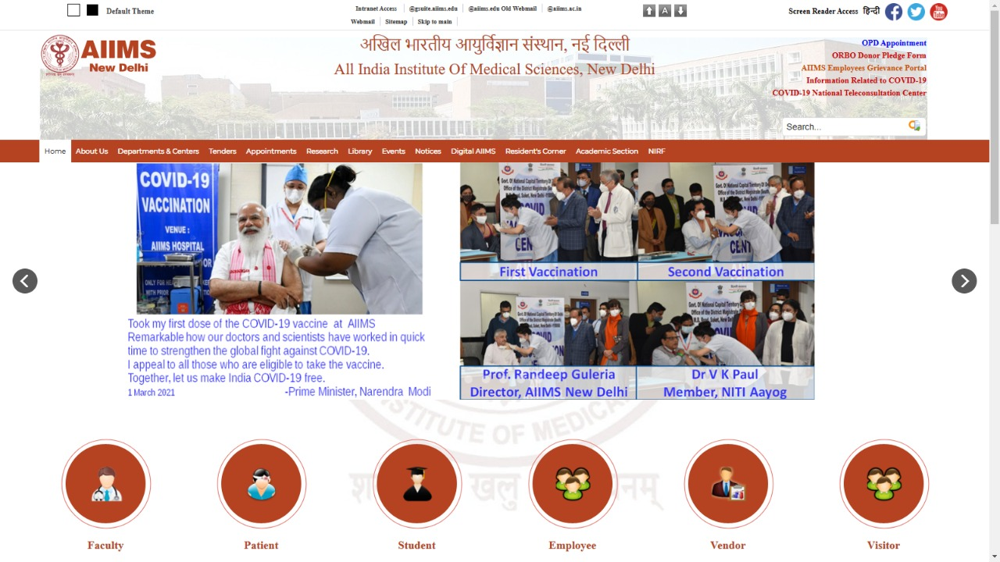 Default Theme
Intranet Access
@gsuite.aiims.edu
@aiims.edu Old Webmail
@aiims.ac.in
Webmail
Sitemap
Skip to main
A
Screen Reader Access
हिन्दी
You Tube
AIIMS
New Delhi
अखिल भारतीय आयुर्विज्ञान संस्थान, नई दिल्ली
All India Institute Of Medical Sciences, New Delhi
OPD Appointment
ORBO Donor Pledge Form
AIIMS Employees Grievance Portal
Information Related to COVID-19
COVID-19 National Teleconsultation Center
Search...
Home
About Us
Departments & Centers
Tenders
Appointments
Research
Library
Events
Notices
Digital AIIMS
Resident's Corner
Academic Section
NIRF
COVID-19
VACCINATION
VENUE :
AIIMS HOSPITAL
Took my first dose of the COVID-19 vaccine at AIIMS
Remarkable how our doctors and scientists have worked in quick
time to strengthen the global fight against COVID-19.
I appeal to all those who are eligible to take the vaccine.
Together, let us make India COVID-19 free.
1 March 2021
-Prime Minister, Narendra Modi
First Vaccination
Second Vaccination
Prof. Randeep Guleria
Director, AIIMS New Delhi
Dr V K Paul
Member, NITI Aayog
Faculty
Patient
Student
Employee
Vendor
Visitor